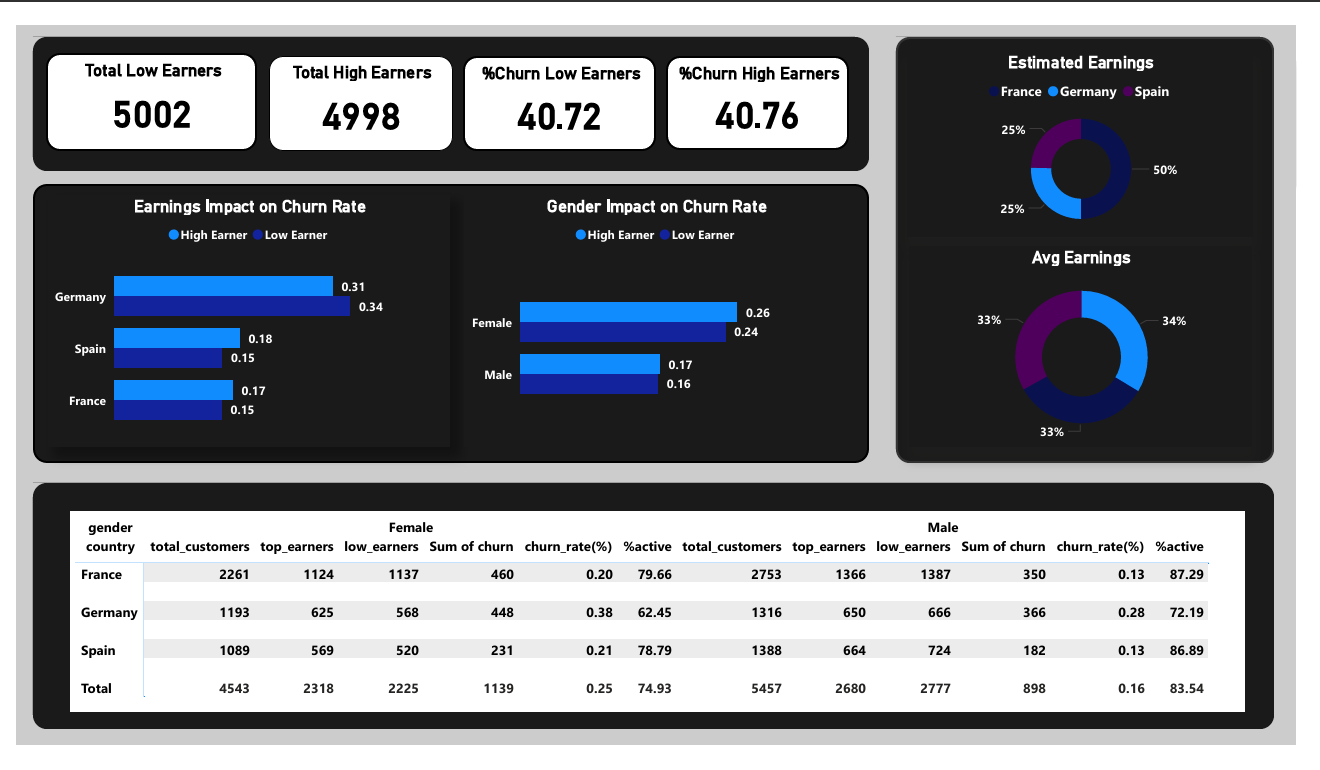 Total Low Earners
5002
Total High Earners
4998
%Churn Low Earners
40.72
%Churn High Earners
40.76
Estimated Earnings
France Germany Spain
25%
50%
25%
Earnings Impact on Churn Rate
High Earner Low Earner
Germany
0.31
0.34
Spain
0.18
0.15
France
0.17
0.15
Gender Impact on Churn Rate
High Earner Low Earner
Female
0.26
0.24
Male
0.17
0.16
Avg Earnings
33%
34%
33%
gender Female Male
country total_customers top_earners low_earners Sum of churn churn_rate(%) %active total_customers top_earners low_earners Sum of churn churn_rate(%) %active
France 2261 1124 1137 460 0.20 79.66 2753 1366 1387 350 0.13 87.29
Germany 1193 625 568 448 0.38 62.45 1316 650 666 366 0.28 72.19
Spain 1089 569 520 231 0.21 78.79 1388 664 724 182 0.13 86.89
Total 4543 2318 2225 1139 0.25 74.93 5457 2680 2777 898 0.16 83.54